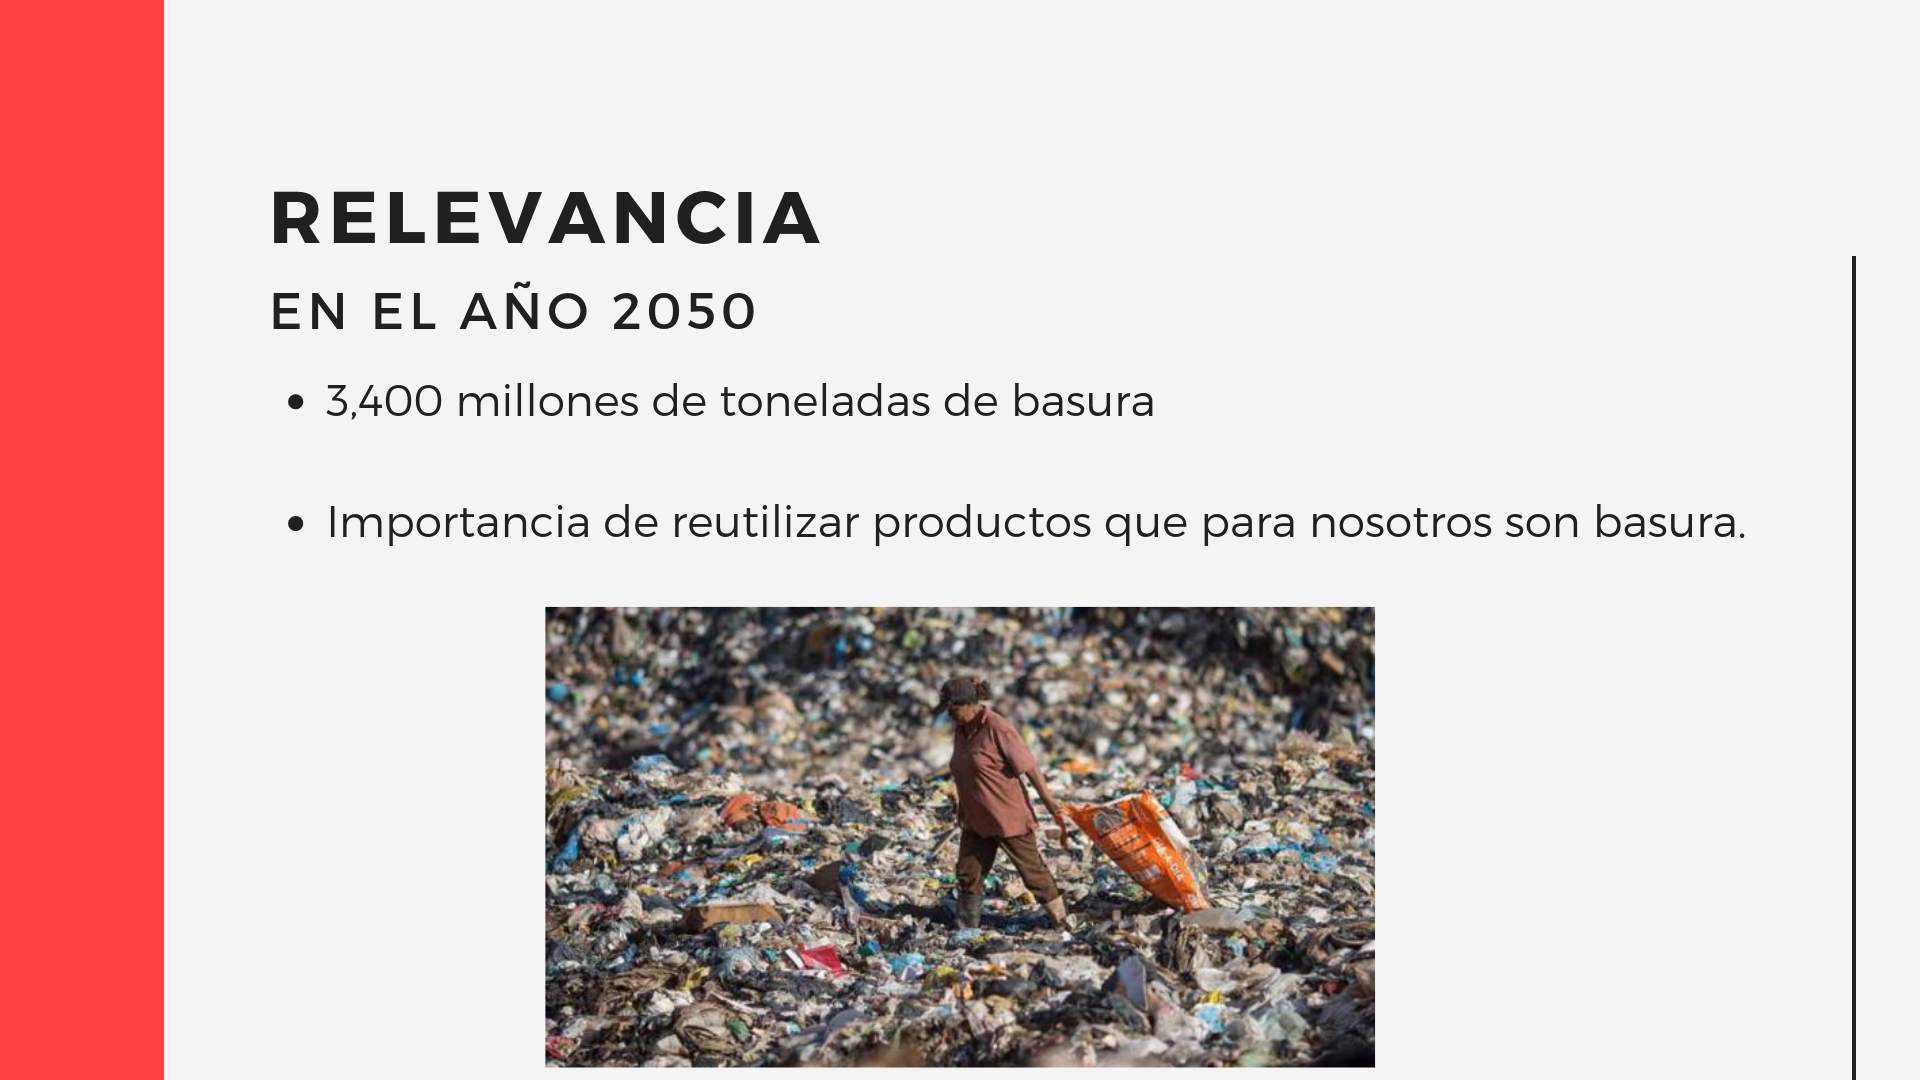 RELEVANCIA
EN EL AÑO 2050
3,400 millones de toneladas de basura
Importancia de reutilizar productos que para nosotros son basura.